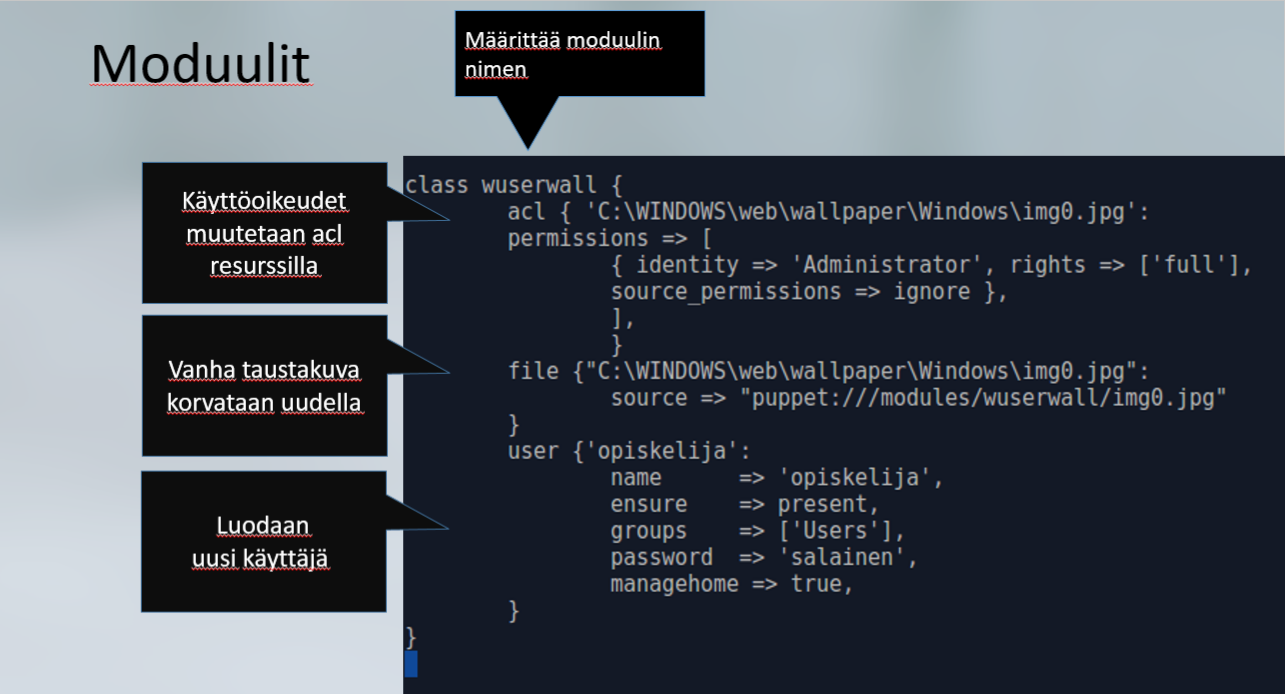 Moduulit
Määrittää moduulin
nimen
Käyttöoikeudet
muutetaan acl
resurssilla
Vanha taustakuva
korvataan uudella
Luodaan
uusi käyttäjä
class wuserwall {
acl { 'C:\WINDOWS\web\wallpaper\Windows\img0.jpg':
permissions => [
{ identity => 'Administrator', rights => ['full'],
source_permissions => ignore },
],
}
file {"C:\WINDOWS\web\wallpaper\Windows\img0.jpg":
source => "puppet:///modules/wuserwall/img0.jpg"
}
user {'opiskelija':
name => 'opiskelija',
ensure => present,
groups => ['Users'],
password => 'salainen',
managehome => true,
}
}